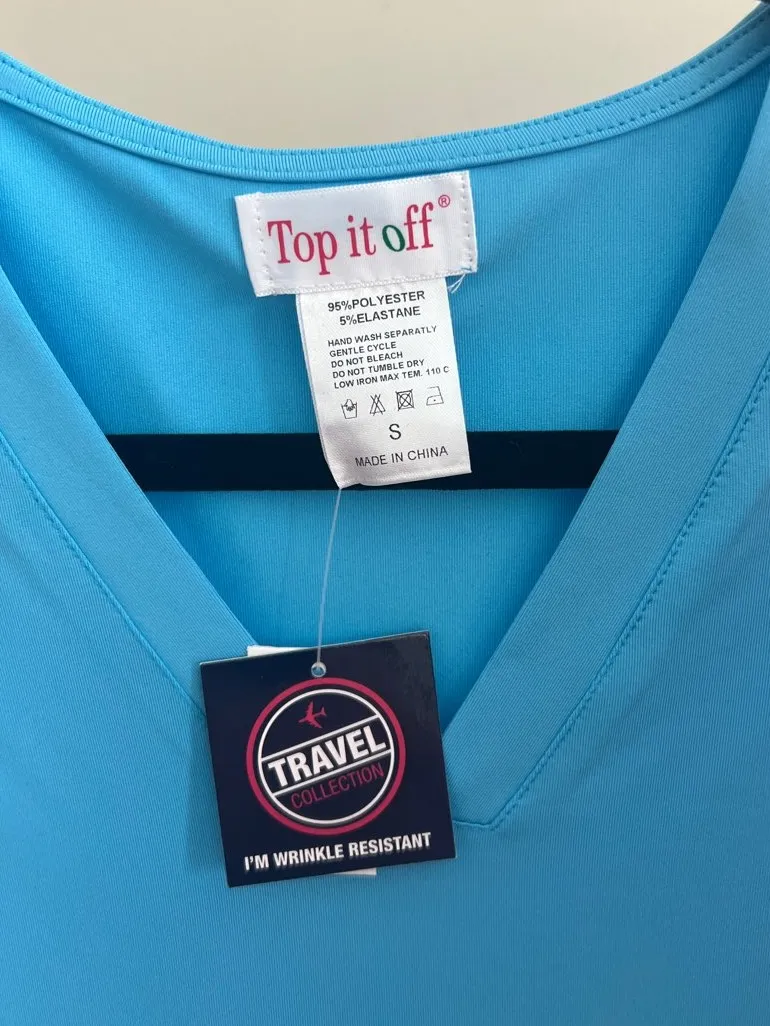 Top it off®
95%POLYESTER
5%ELASTANE
HAND WASH SEPARATLY
GENTLE CYCLE
DO NOT BLEACH
DO NOT TUMBLE DRY
LOW IRON MAX TEM. 110 C
S
MADE IN CHINA
TRAVEL
COLLECTION
I'M WRINKLE RESISTANT